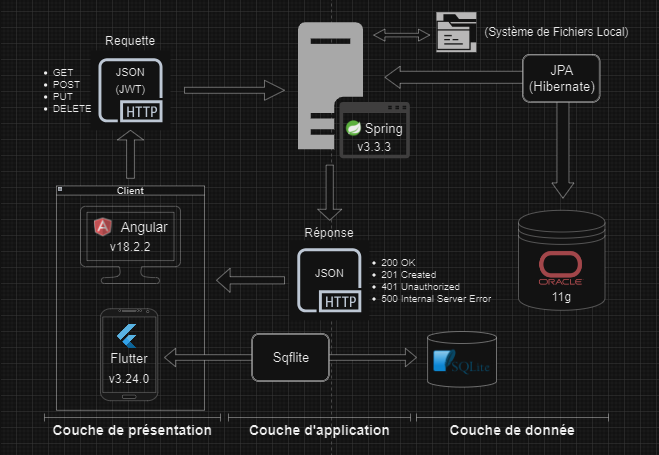 Requette
GET
POST
PUT
DELETE
JSON
(JWT)
HTTP
(Système de Fichiers Local)
JPA
(Hibernate)
Spring
v3.3.3
Client
Angular
v18.2.2
Réponse
JSON
HTTP
200 OK
201 Created
401 Unauthorized
500 Internal Server Error
ORACLE
11g
Flutter
v3.24.0
Sqflite
SQLite
Couche de présentation
Couche d'application
Couche de donnée